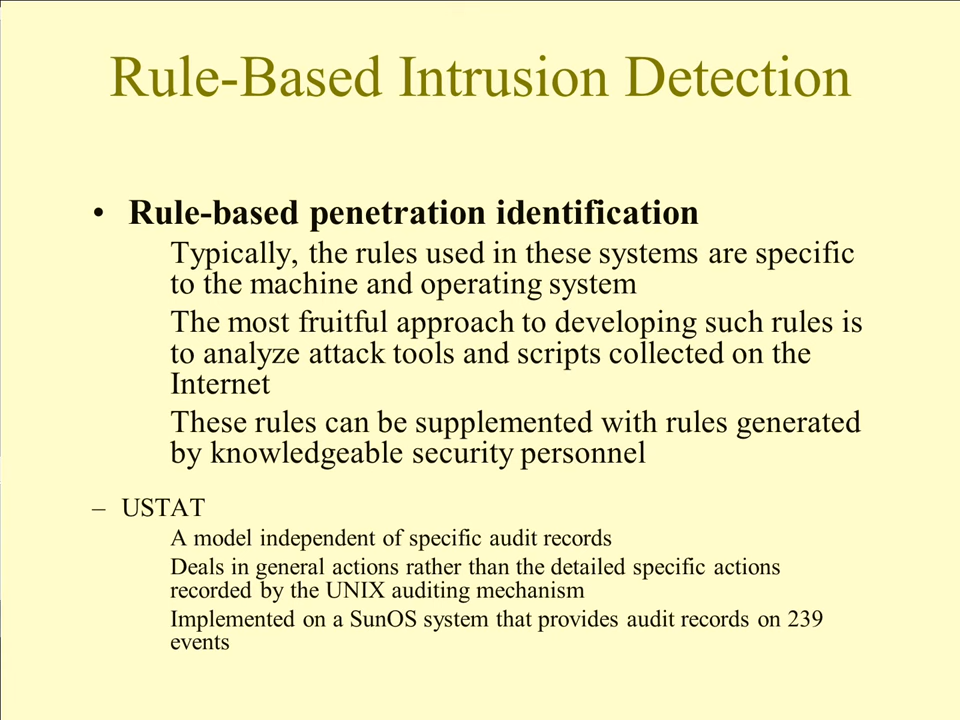 Rule-Based Intrusion Detection
• Rule-based penetration identification
Typically, the rules used in these systems are specific
to the machine and operating system
The most fruitful approach to developing such rules is
to analyze attack tools and scripts collected on the
Internet
These rules can be supplemented with rules generated
by knowledgeable security personnel
– USTAT
A model independent of specific audit records
Deals in general actions rather than the detailed specific actions
recorded by the UNIX auditing mechanism
Implemented on a SunOS system that provides audit records on 239
events